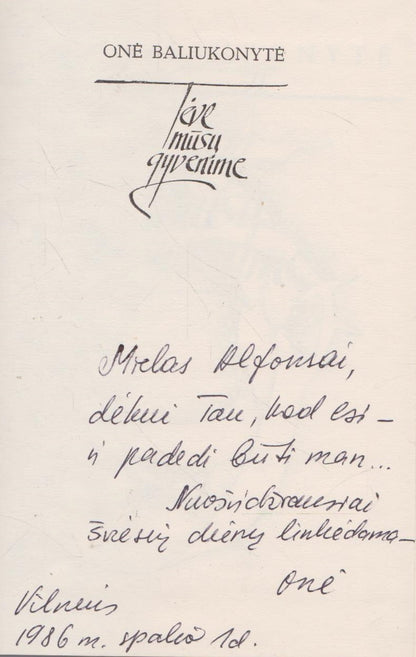 ONĖ BALIUKONYTĖ
Tėve
mūsų
gyvenime
Mielas Alfonsai,
dėkui Tau, kad esi –
ir padedi būti man...
Nuoširdžiausiai
šviesių dienų linkėdama –
Onė
Vilnius
1986 m. spalio 1d.